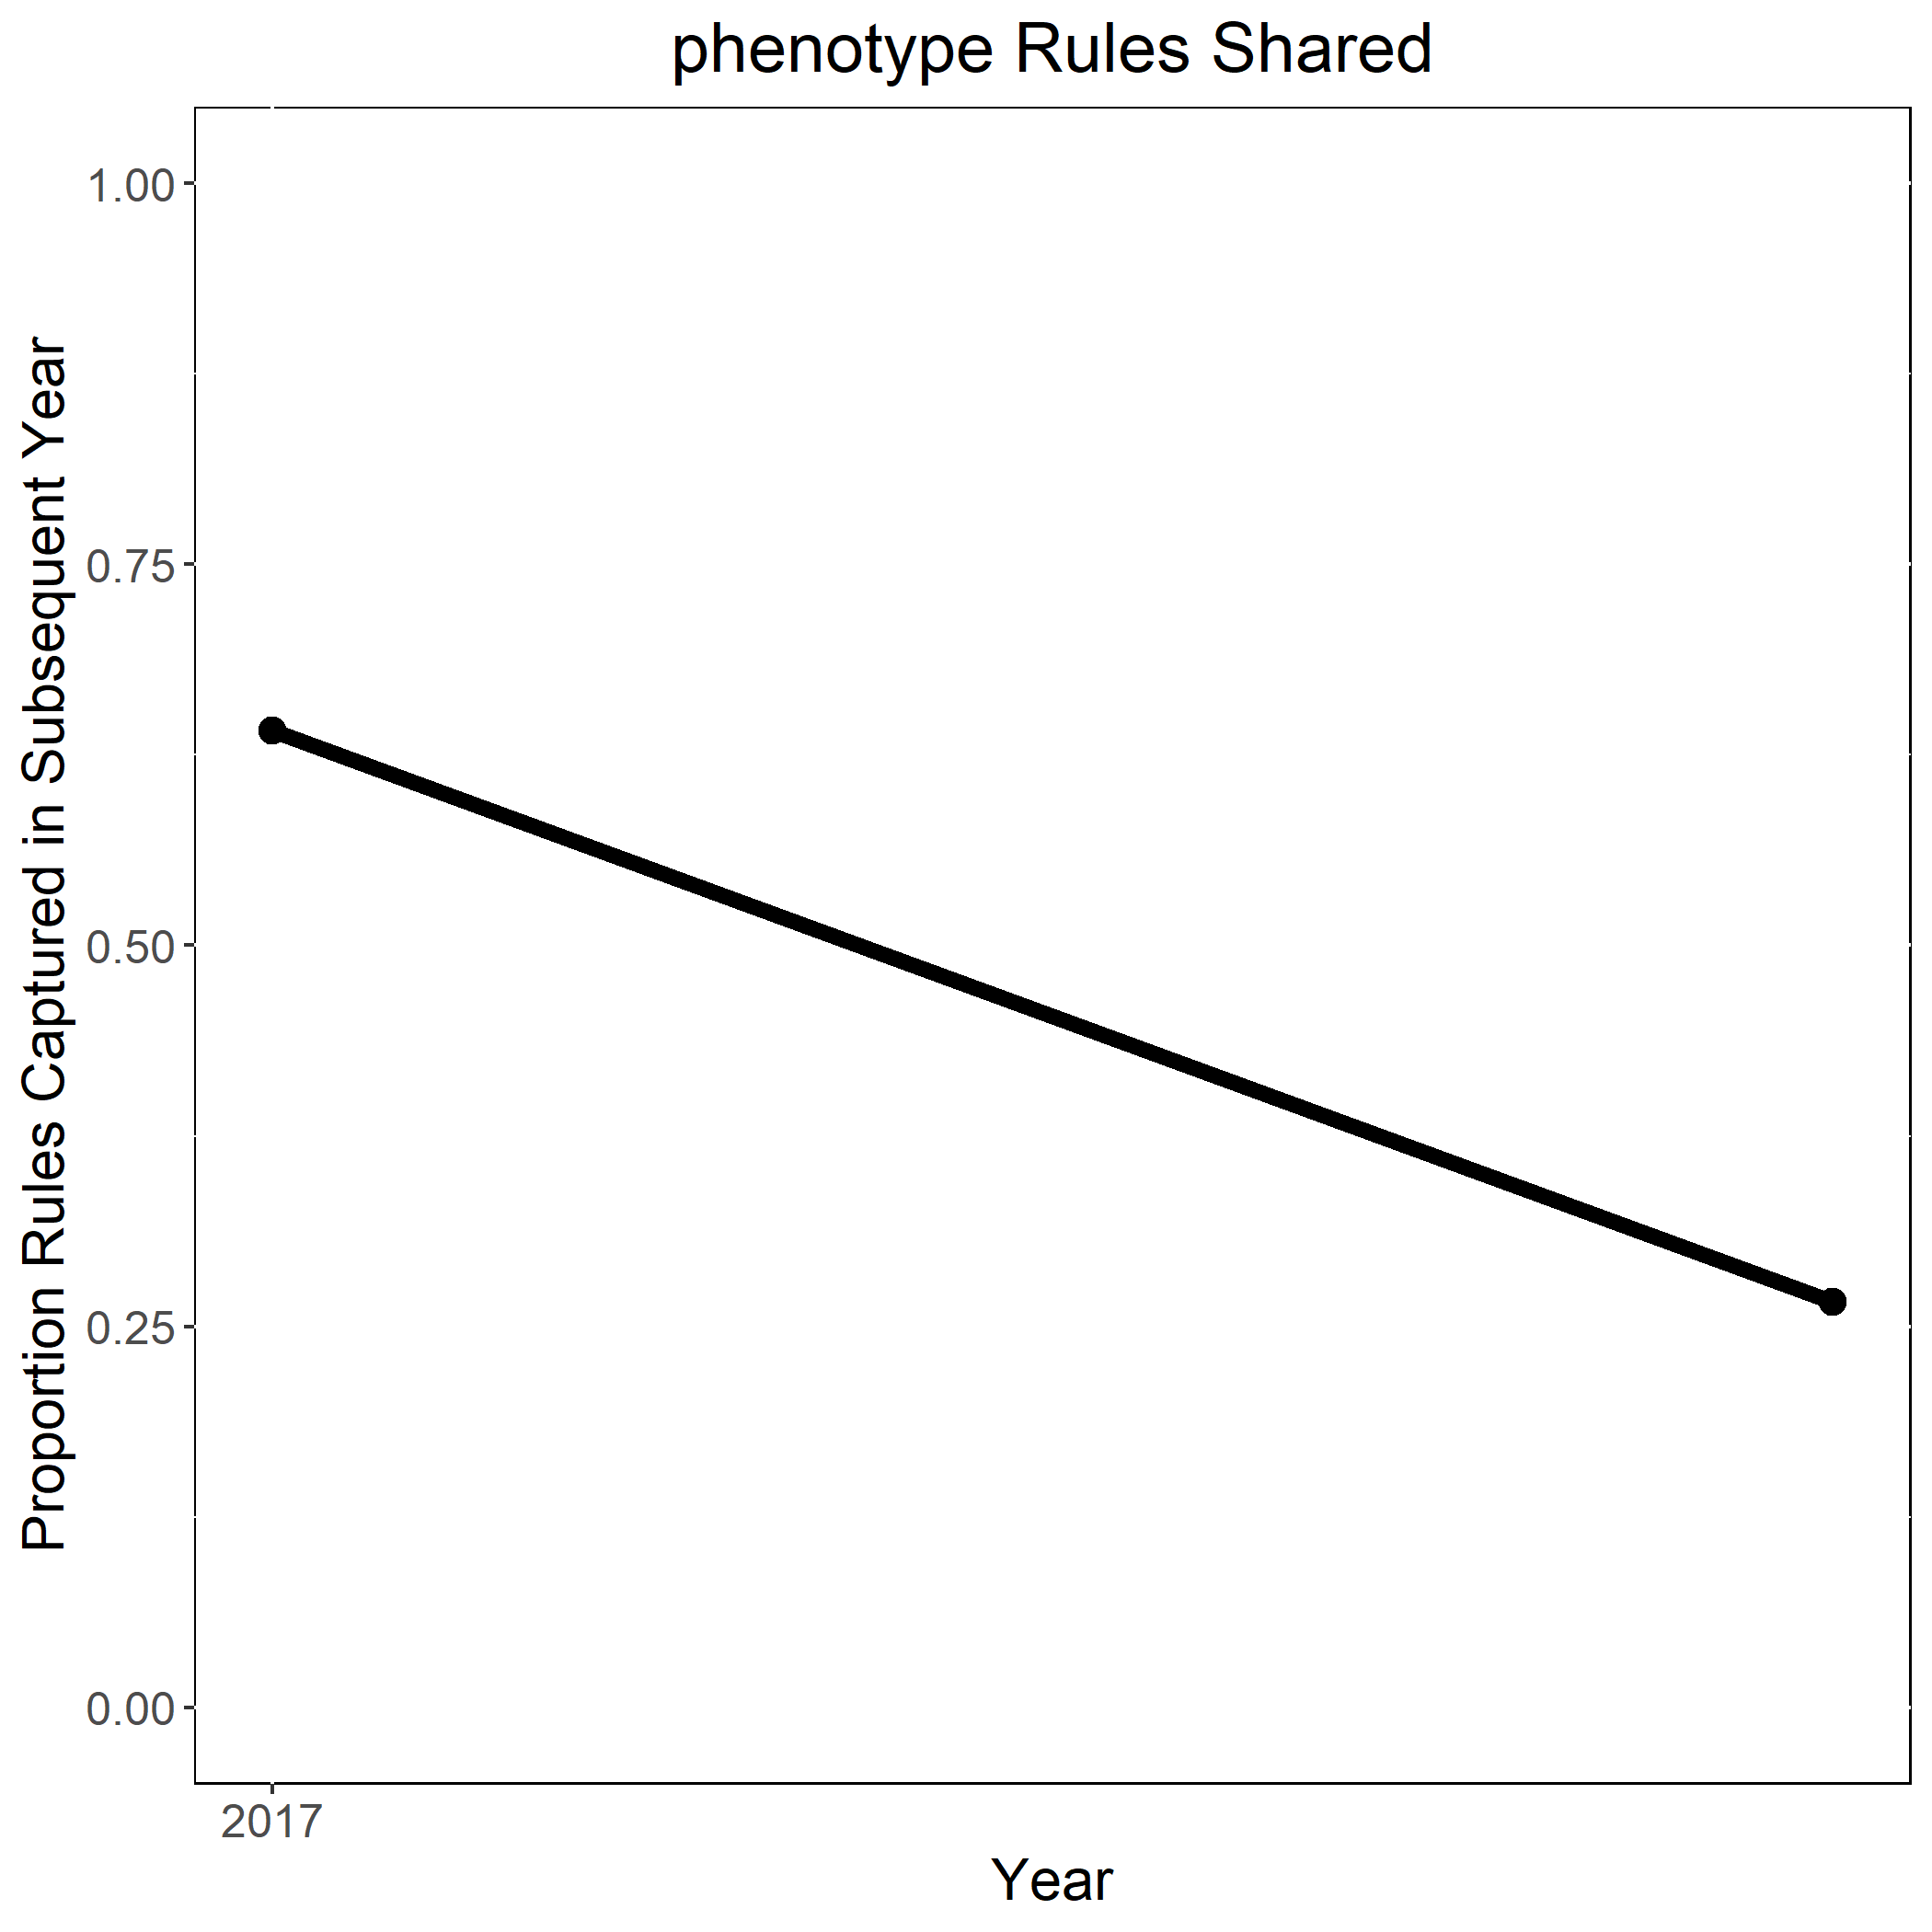 phenotype Rules Shared
Proportion Rules Captured in Subsequent Year
1.00
0.75
0.50
0.25
0.00
2017
Year